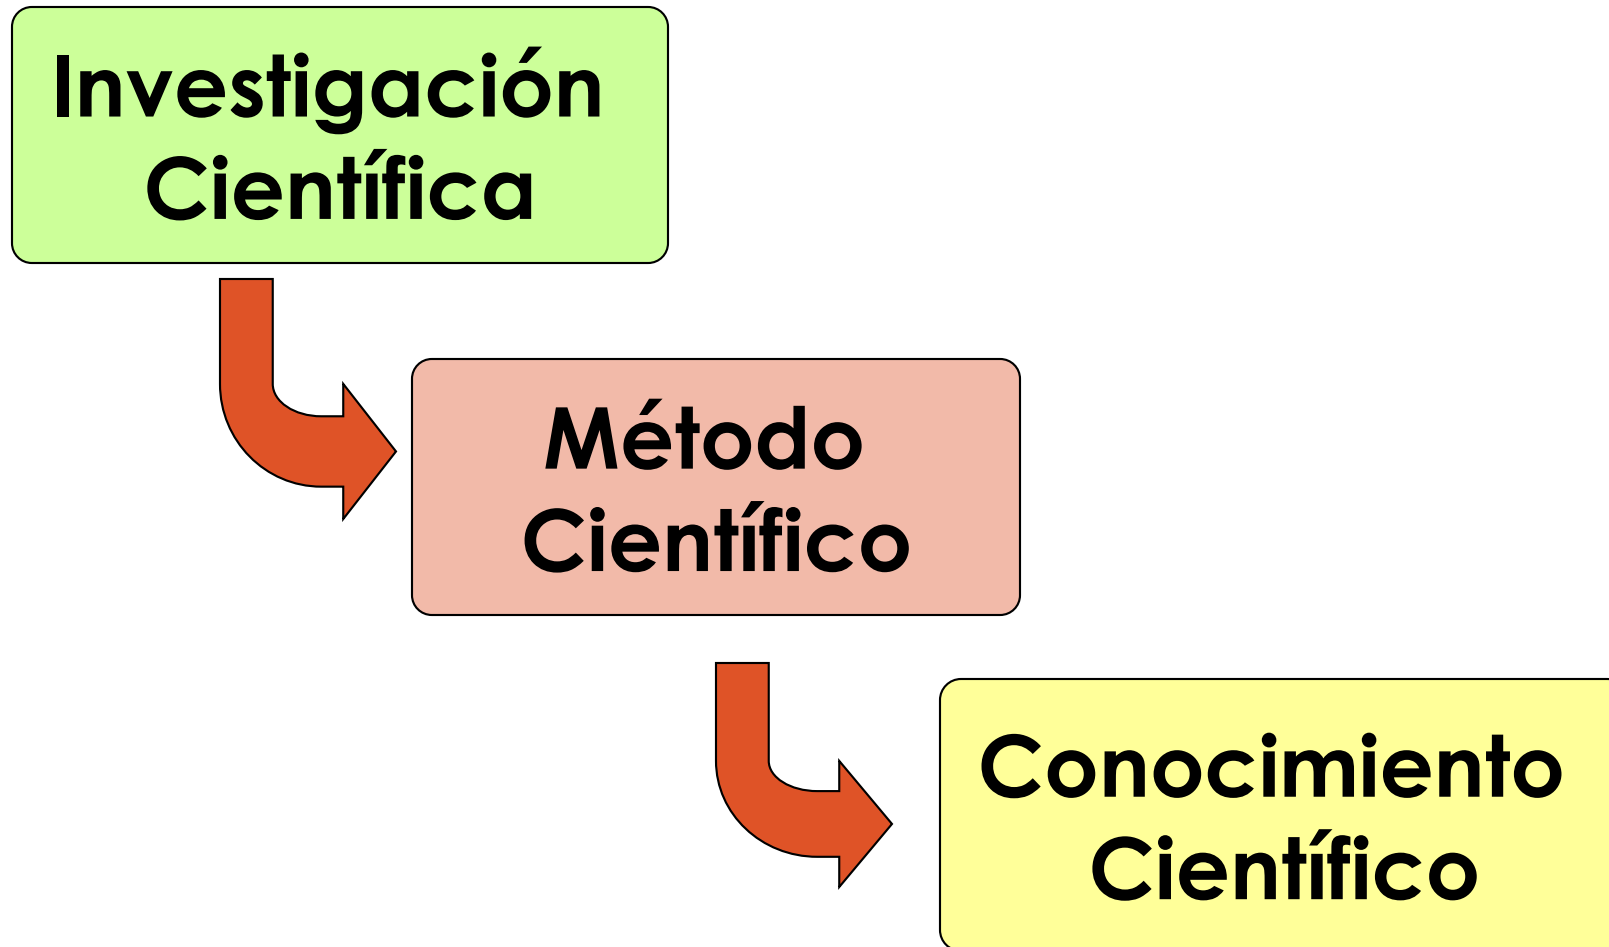 Investigación
Científica
Método
Científico
Conocimiento
Científico